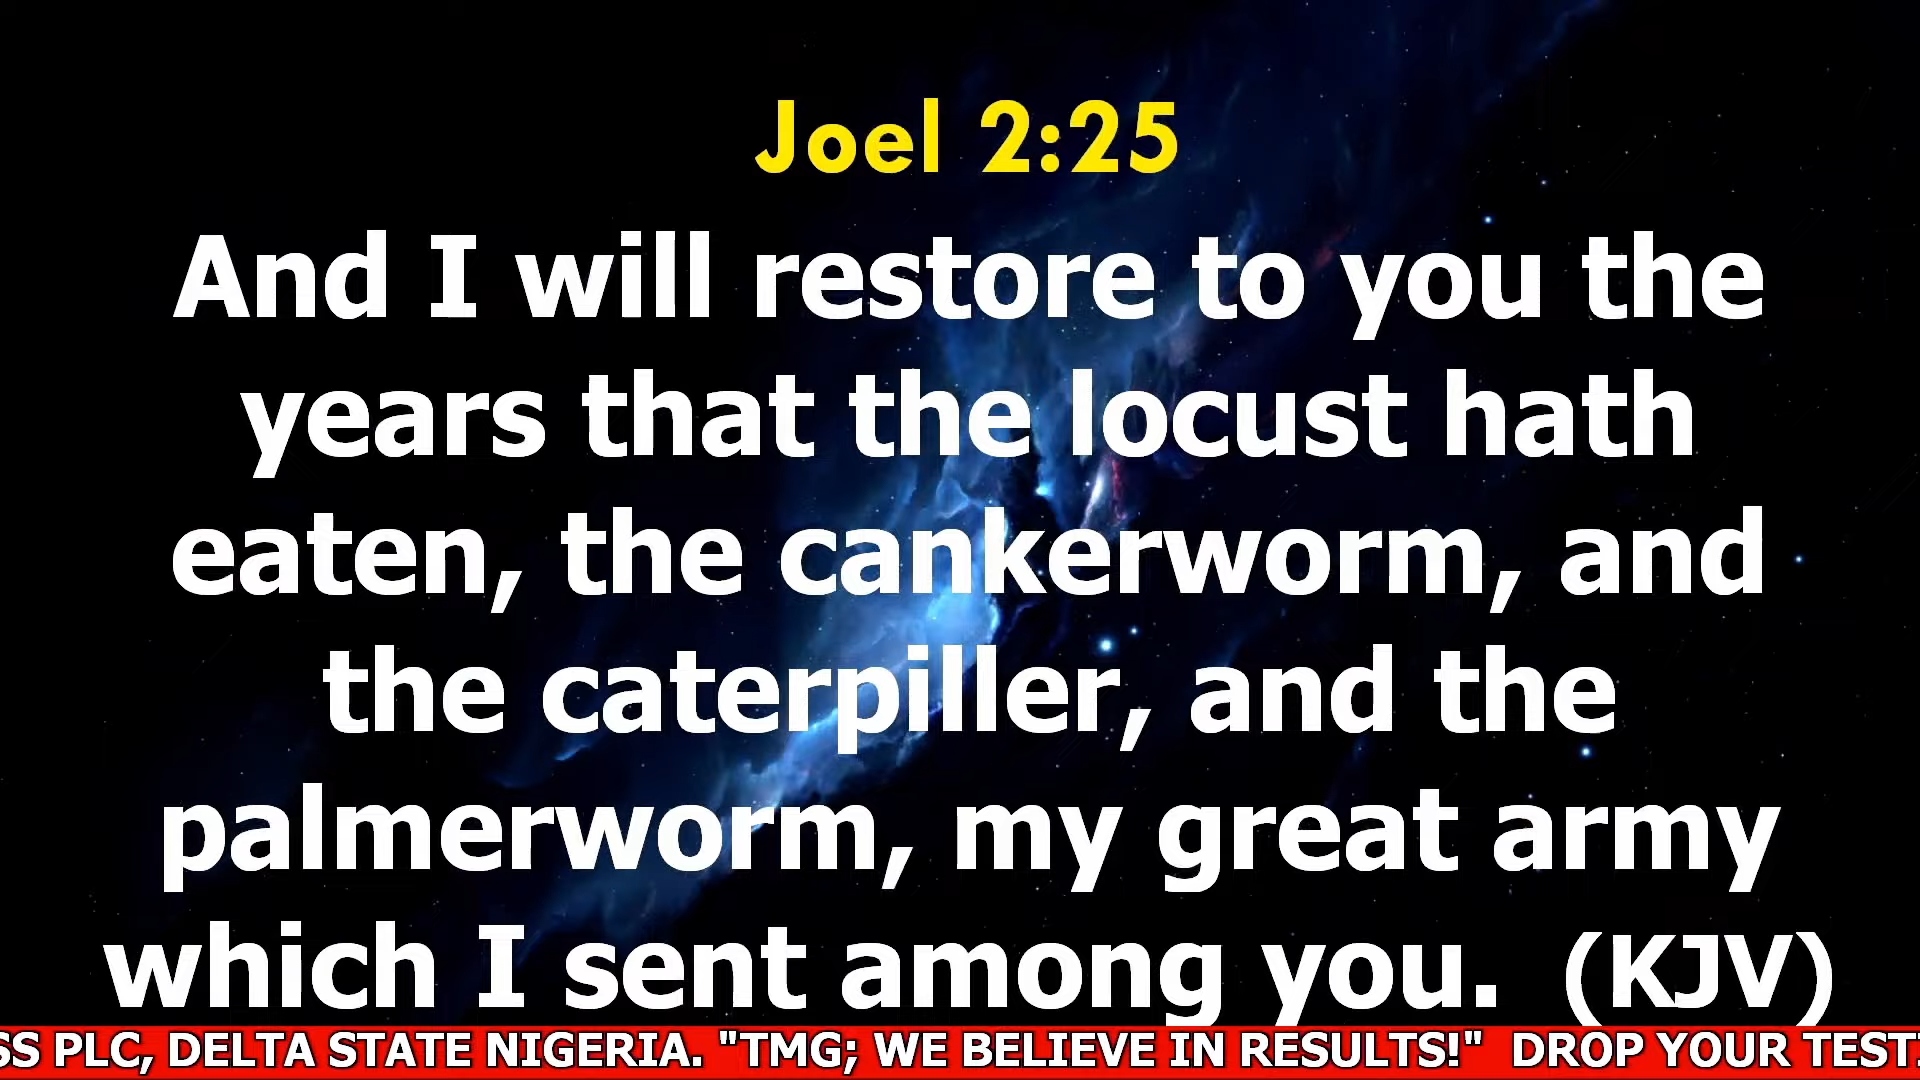 Joel 2:25
And I will restore to you the
years that the locust hath
eaten, the cankerworm, and
the caterpiller, and the
palmerworm, my great army
which I sent among you. (KJV)
PLC, DELTA STATE NIGERIA. "TMG; WE BELIEVE IN RESULTS!" DROP YOUR